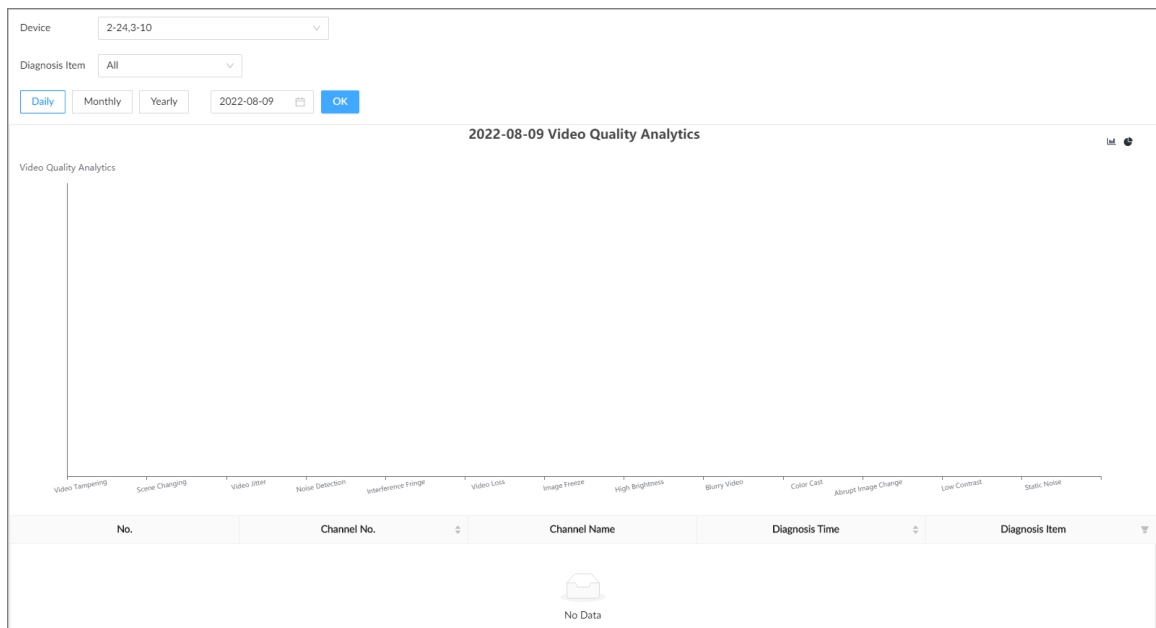 Device 2-24,3-10
Diagnosis Item All
Daily Monthly Yearly 2022-08-09 OK
2022-08-09 Video Quality Analytics
Video Quality Analytics
Video Tampering Scene Changing Video Jitter Noise Detection Interference Fringe Video Loss Image Freeze High Brightness Blurry Video Color Cast Abrupt Image Change Low Contrast Static Noise
No. Channel No. Channel Name Diagnosis Time Diagnosis Item
No Data